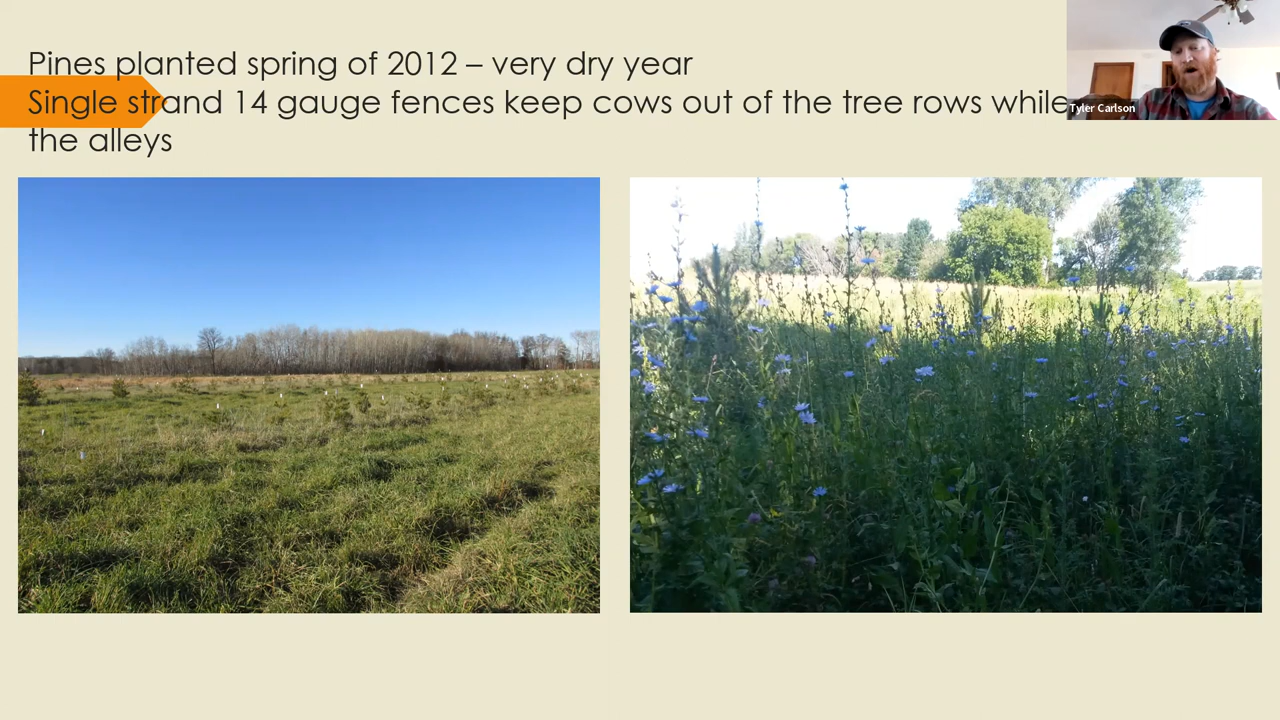 Pines planted spring of 2012 – very dry year
Single strand 14 gauge fences keep cows out of the tree rows while
the alleys
Tyler Carlson